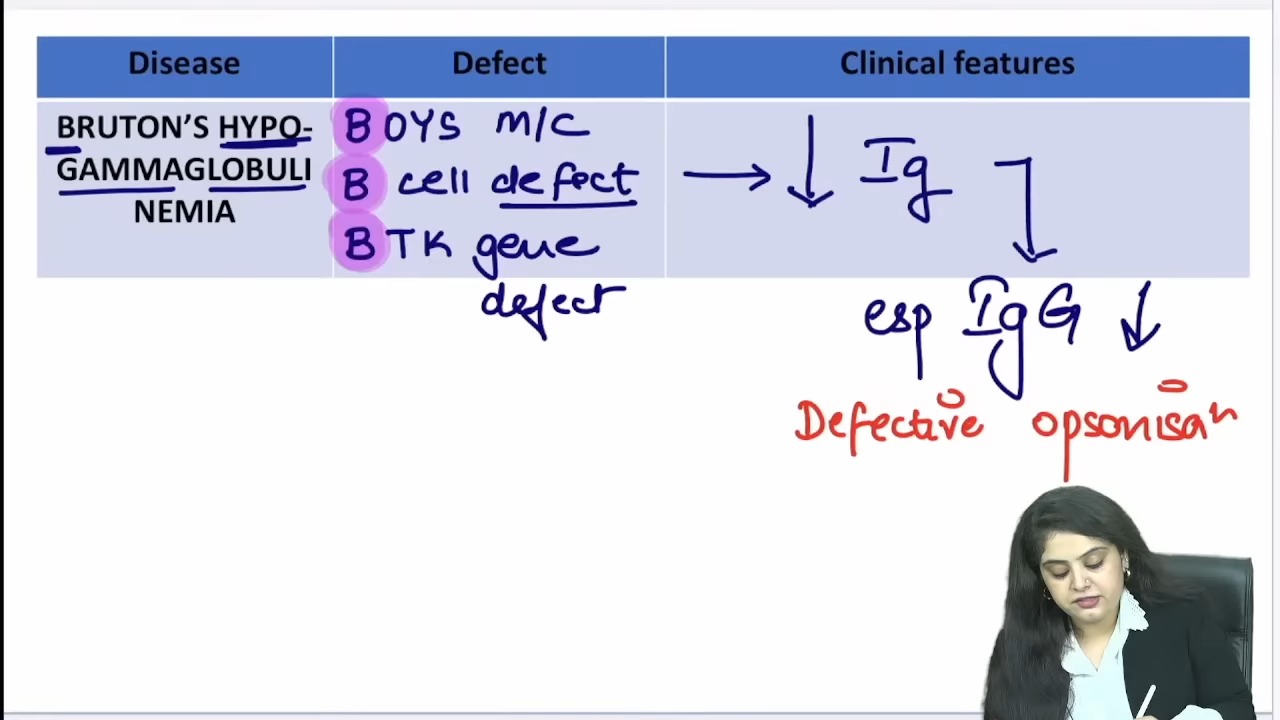 Disease Defect Clinical features
BRUTON'S HYPO-
GAMMAGLOBULI
NEMIA
BOYS M/C
B cell defect
BTK gene
defect
→ ↓ Ig
esp IgG ↓
Defective opsonisaⁿ